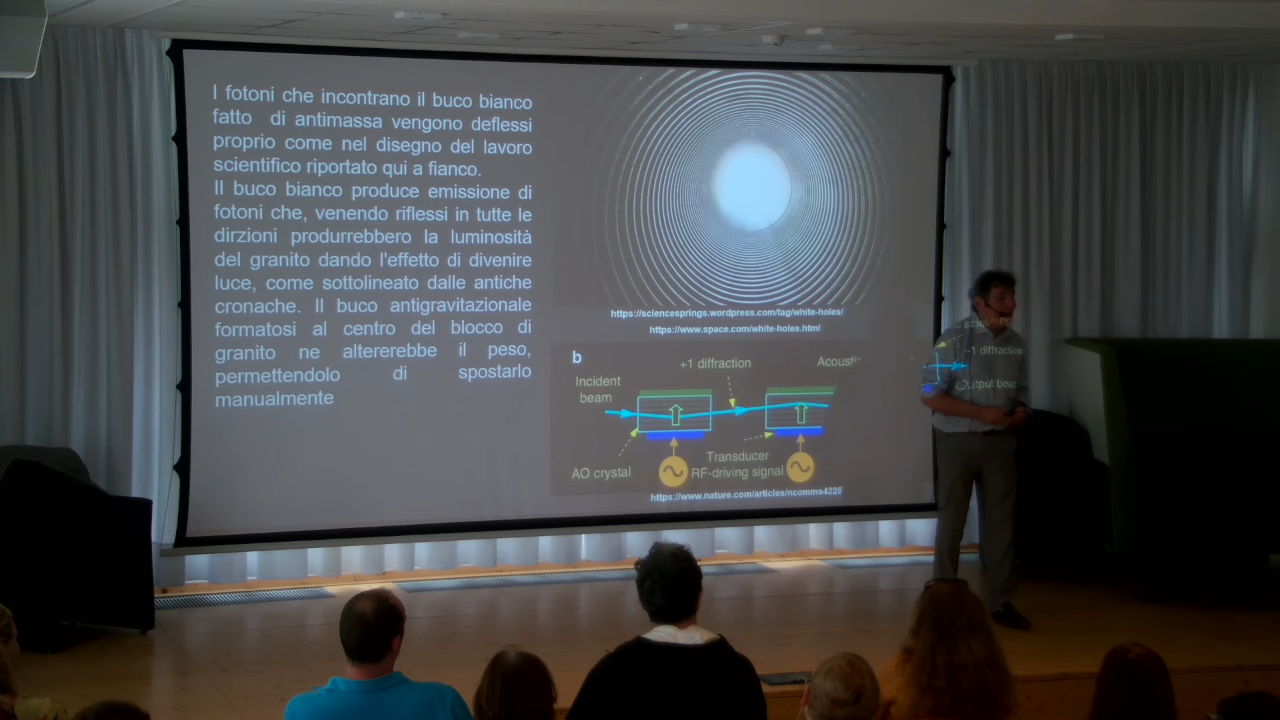 I fotoni che incontrano il buco bianco
fatto di antimassa vengono deflessi
proprio come nel disegno del lavoro
scientifico riportato qui a fianco.
Il buco bianco produce emissione di
fotoni che, venendo riflessi in tutte le
dirzioni produrrebbero la luminosità
del granito dando l'effetto di divenire
luce, come sottolineato dalle antiche
cronache. Il buco antigravitazionale
formatosi al centro del blocco di
granito ne altererebbe il peso,
permettendolo di spostarlo
manualmente
https://sciencesprings.wordpress.com/tag/white-holes/
https://www.space.com/white-holes.html
b
+1 diffraction
Incident
beam
AO crystal
Transducer
RF-driving signal
+1 diffraction
Output beam
https://www.nature.com/articles/ncomms4225